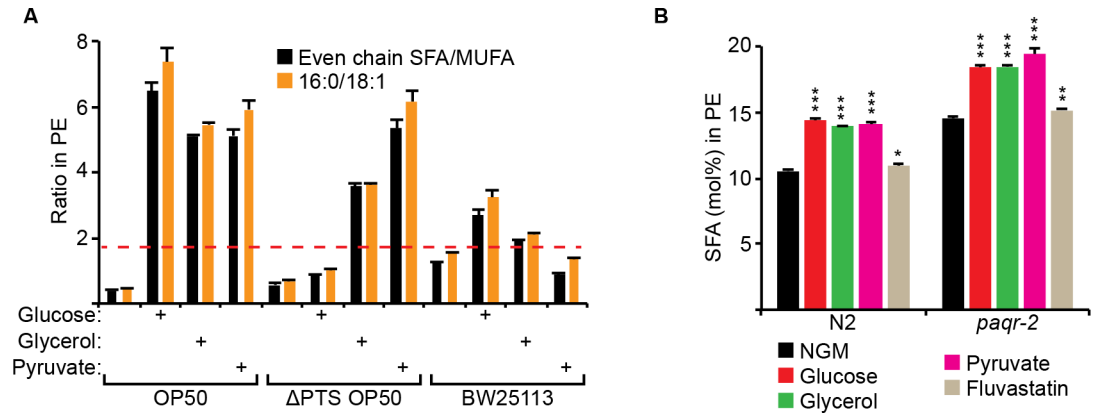 A
8
6
4
2
Ratio in PE
Even chain SFA/MUFA
16:0/18:1
Glucose: + + +
Glycerol: + + +
Pyruvate: + + +
OP50 ΔPTS OP50 BW25113
B
20
15
10
5
SFA (mol%) in PE
*** *** *** * *** *** *** **
N2 paqr-2
NGM
Glucose
Glycerol
Pyruvate
Fluvastatin